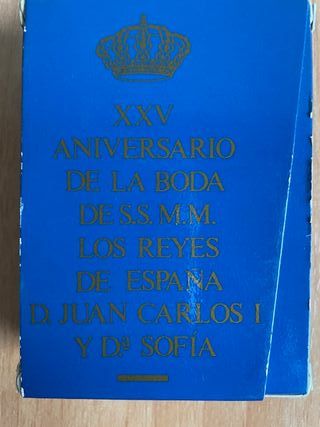 XXV
ANIVERSARIO
DE LA BODA
DE S.S. M.M.
LOS REYES
DE ESPAÑA
D. JUAN CARLOS I
Y Dª SOFÍA